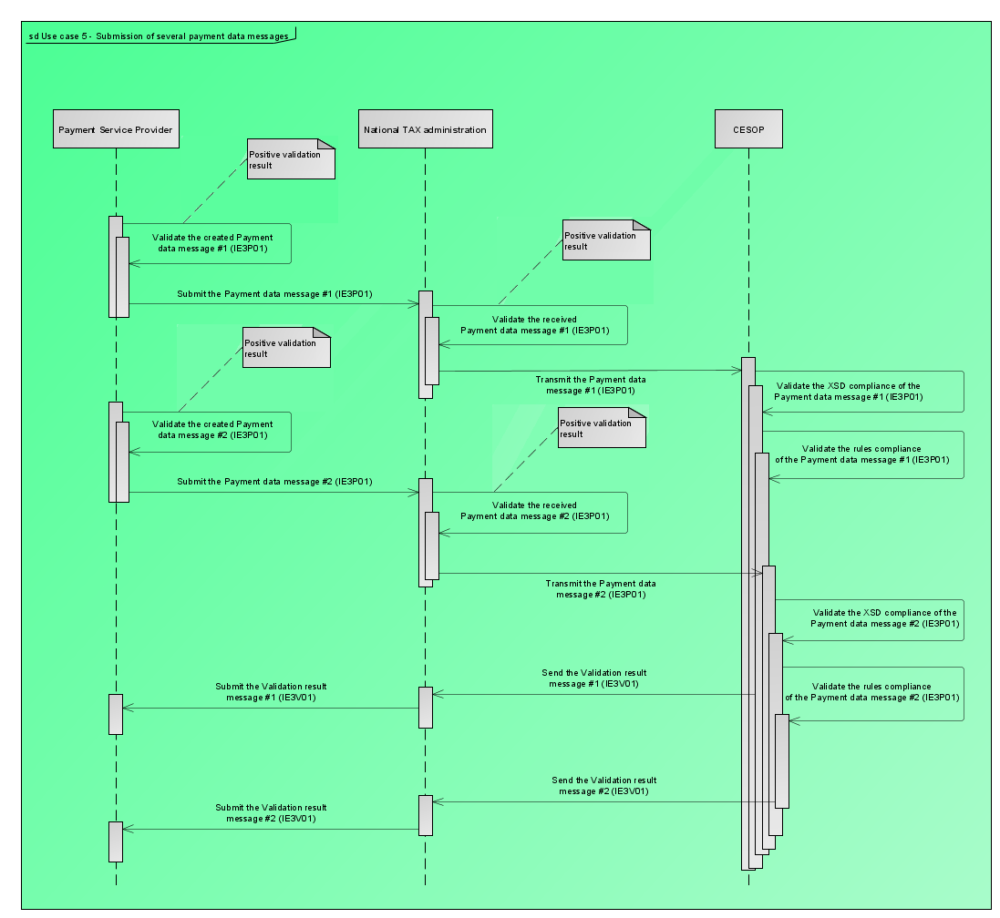 sd Use case 5 - Submission of several payment data messages
Payment Service Provider
National TAX administration
CESOP
Positive validation
result
Validate the created Payment
data message #1 (IE3P01)
Positive validation
result
Submit the Payment data message #1 (IE3P01)
Validate the received
Payment data message #1 (IE3P01)
Positive validation
result
Transmit the Payment data
message #1 (IE3P01)
Validate the XSD compliance of the
Payment data message #1 (IE3P01)
Validate the created Payment
data message #2 (IE3P01)
Positive validation
result
Validate the rules compliance
of the Payment data message #1 (IE3P01)
Submit the Payment data message #2 (IE3P01)
Validate the received
Payment data message #2 (IE3P01)
Transmit the Payment data
message #2 (IE3P01)
Validate the XSD compliance of the
Payment data message #2 (IE3P01)
Send the Validation result
message #1 (IE3V01)
Submit the Validation result
message #1 (IE3V01)
Validate the rules compliance
of the Payment data message #2 (IE3P01)
Send the Validation result
message #2 (IE3V01)
Submit the Validation result
message #2 (IE3V01)